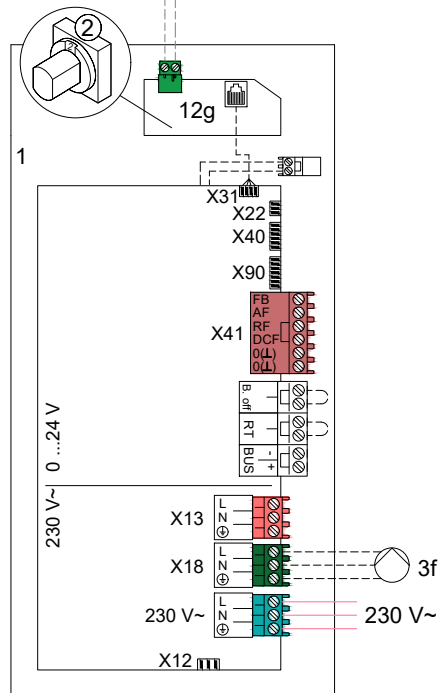 2
12g
1
X31
X22
X40
X90
X41
FB
AF
RF
DCF
0(⊥)
0(⊥)
B. off
RT
BUS
- +
0 ...24 V
230 V~
X13
L
N
X18
L
N
3f
230 V~
L
N
230 V~
X12